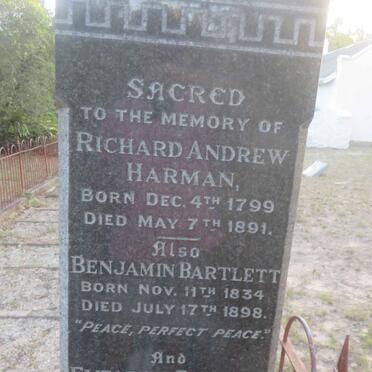 SACRED
TO THE MEMORY OF
RICHARD ANDREW
HARMAN,
BORN DEC. 4TH 1799
DIED MAY 7TH 1891.
Also
BENJAMIN BARTLETT
BORN NOV. 11TH 1834
DIED JULY 17TH 1898.
"PEACE, PERFECT PEACE."
And